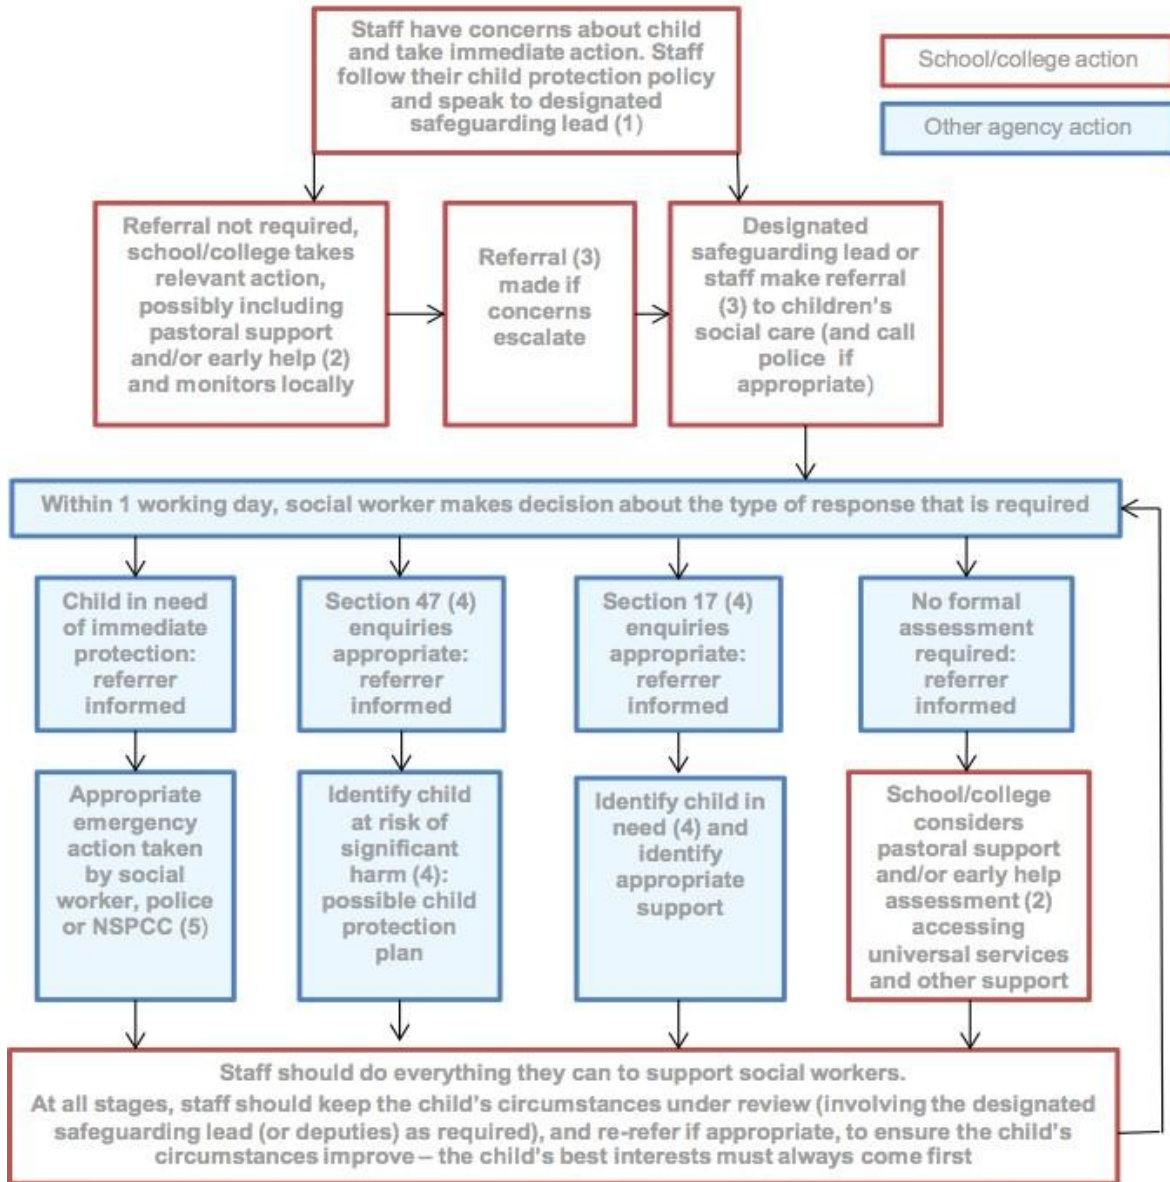 Staff have concerns about child
and take immediate action. Staff
follow their child protection policy
and speak to designated
safeguarding lead (1)
School/college action
Other agency action
Referral not required,
school/college takes
relevant action,
possibly including
pastoral support
and/or early help (2)
and monitors locally
Referral (3)
made if
concerns
escalate
Designated
safeguarding lead or
staff make referral
(3) to children's
social care (and call
police if
appropriate)
Within 1 working day, social worker makes decision about the type of response that is required
Child in need
of immediate
protection:
referrer
informed
Section 47 (4)
enquiries
appropriate:
referrer
informed
Section 17 (4)
enquiries
appropriate:
referrer
informed
No formal
assessment
required:
referrer
informed
Appropriate
emergency
action taken
by social
worker, police
or NSPCC (5)
Identify child
at risk of
significant
harm (4):
possible child
protection
plan
Identify child in
need (4) and
identify
appropriate
support
School/college
considers
pastoral support
and/or early help
assessment (2)
accessing
universal services
and other support
Staff should do everything they can to support social workers.
At all stages, staff should keep the child's circumstances under review (involving the designated
safeguarding lead (or deputies) as required), and re-refer if appropriate, to ensure the child's
circumstances improve – the child's best interests must always come first